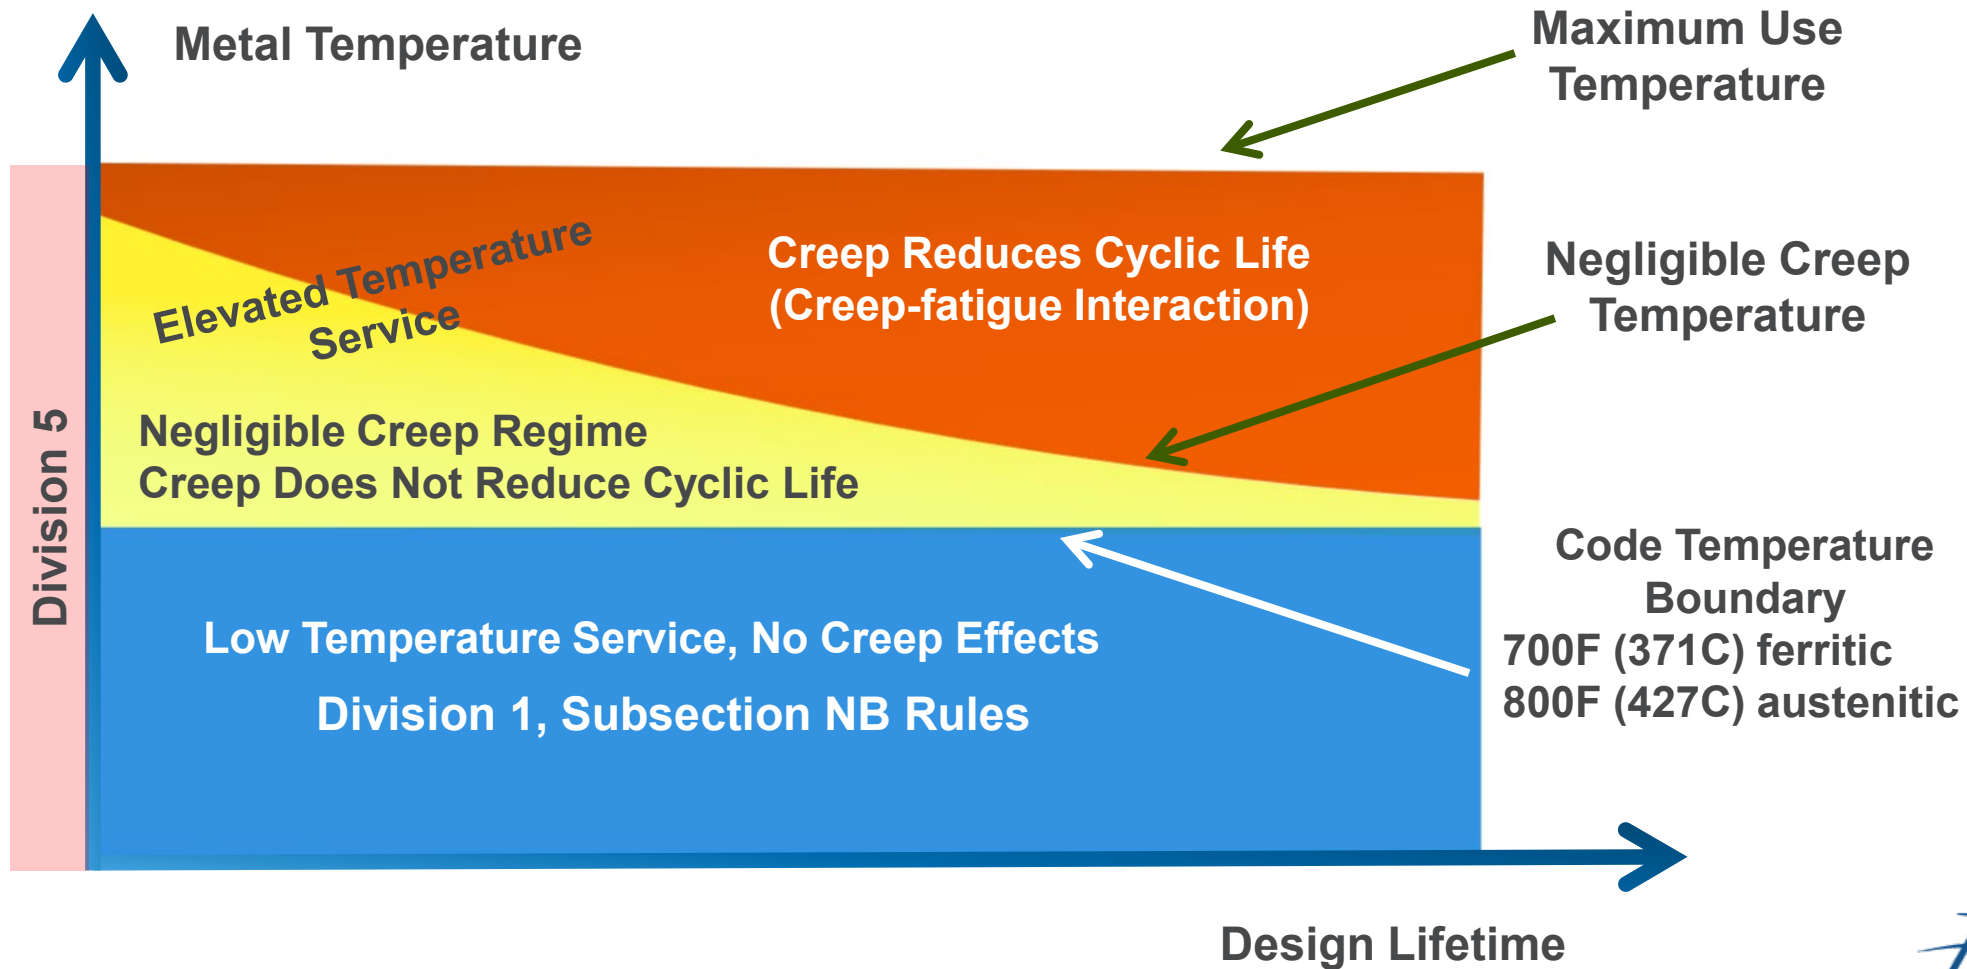 Metal Temperature
Maximum Use
Temperature
Elevated Temperature
Service
Creep Reduces Cyclic Life
(Creep-fatigue Interaction)
Negligible Creep
Temperature
Division 5
Negligible Creep Regime
Creep Does Not Reduce Cyclic Life
Code Temperature
Boundary
700F (371C) ferritic
800F (427C) austenitic
Low Temperature Service, No Creep Effects
Division 1, Subsection NB Rules
Design Lifetime